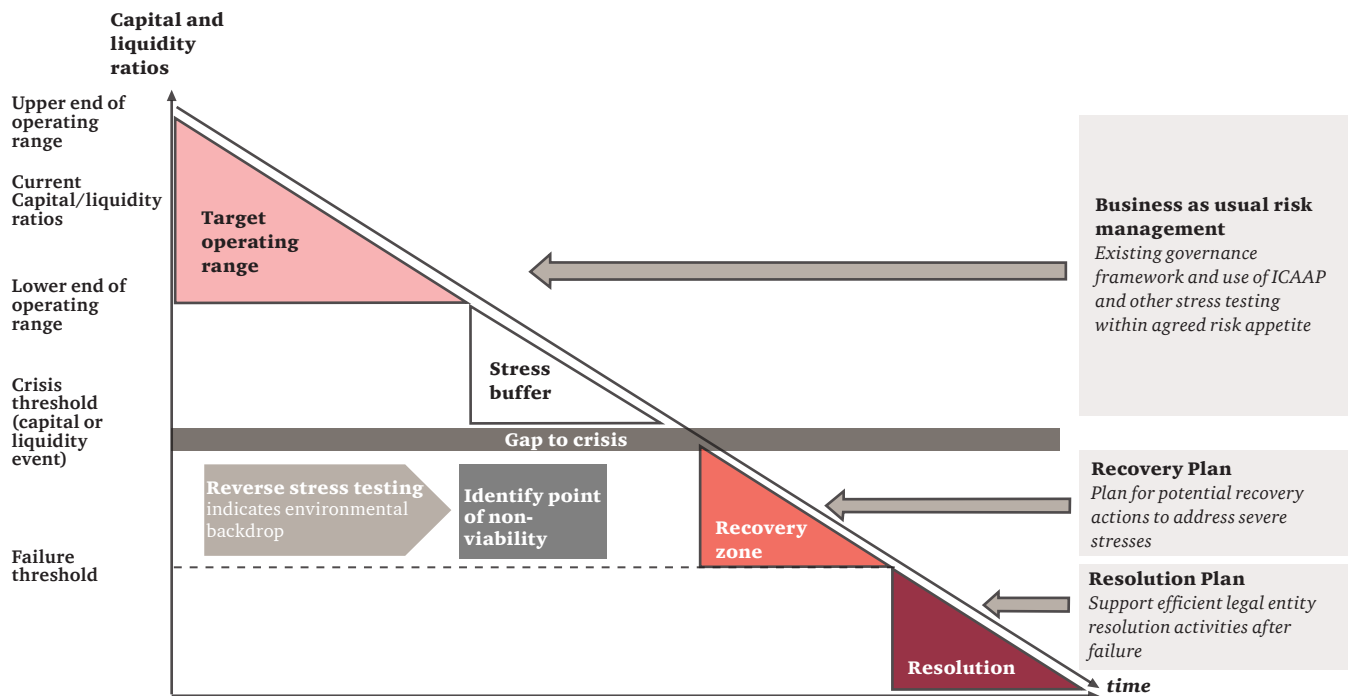 Capital and
liquidity
ratios
Upper end of
operating
range
Current
Capital/liquidity
ratios
Lower end of
operating
range
Crisis
threshold
(capital or
liquidity
event)
Failure
threshold
Target
operating
range
Stress
buffer
Gap to crisis
Reverse stress testing
indicates environmental
backdrop
Identify point
of non-
viability
Recovery
zone
Resolution
time
Business as usual risk
management
Existing governance
framework and use of ICAAP
and other stress testing
within agreed risk appetite
Recovery Plan
Plan for potential recovery
actions to address severe
stresses
Resolution Plan
Support efficient legal entity
resolution activities after
failure